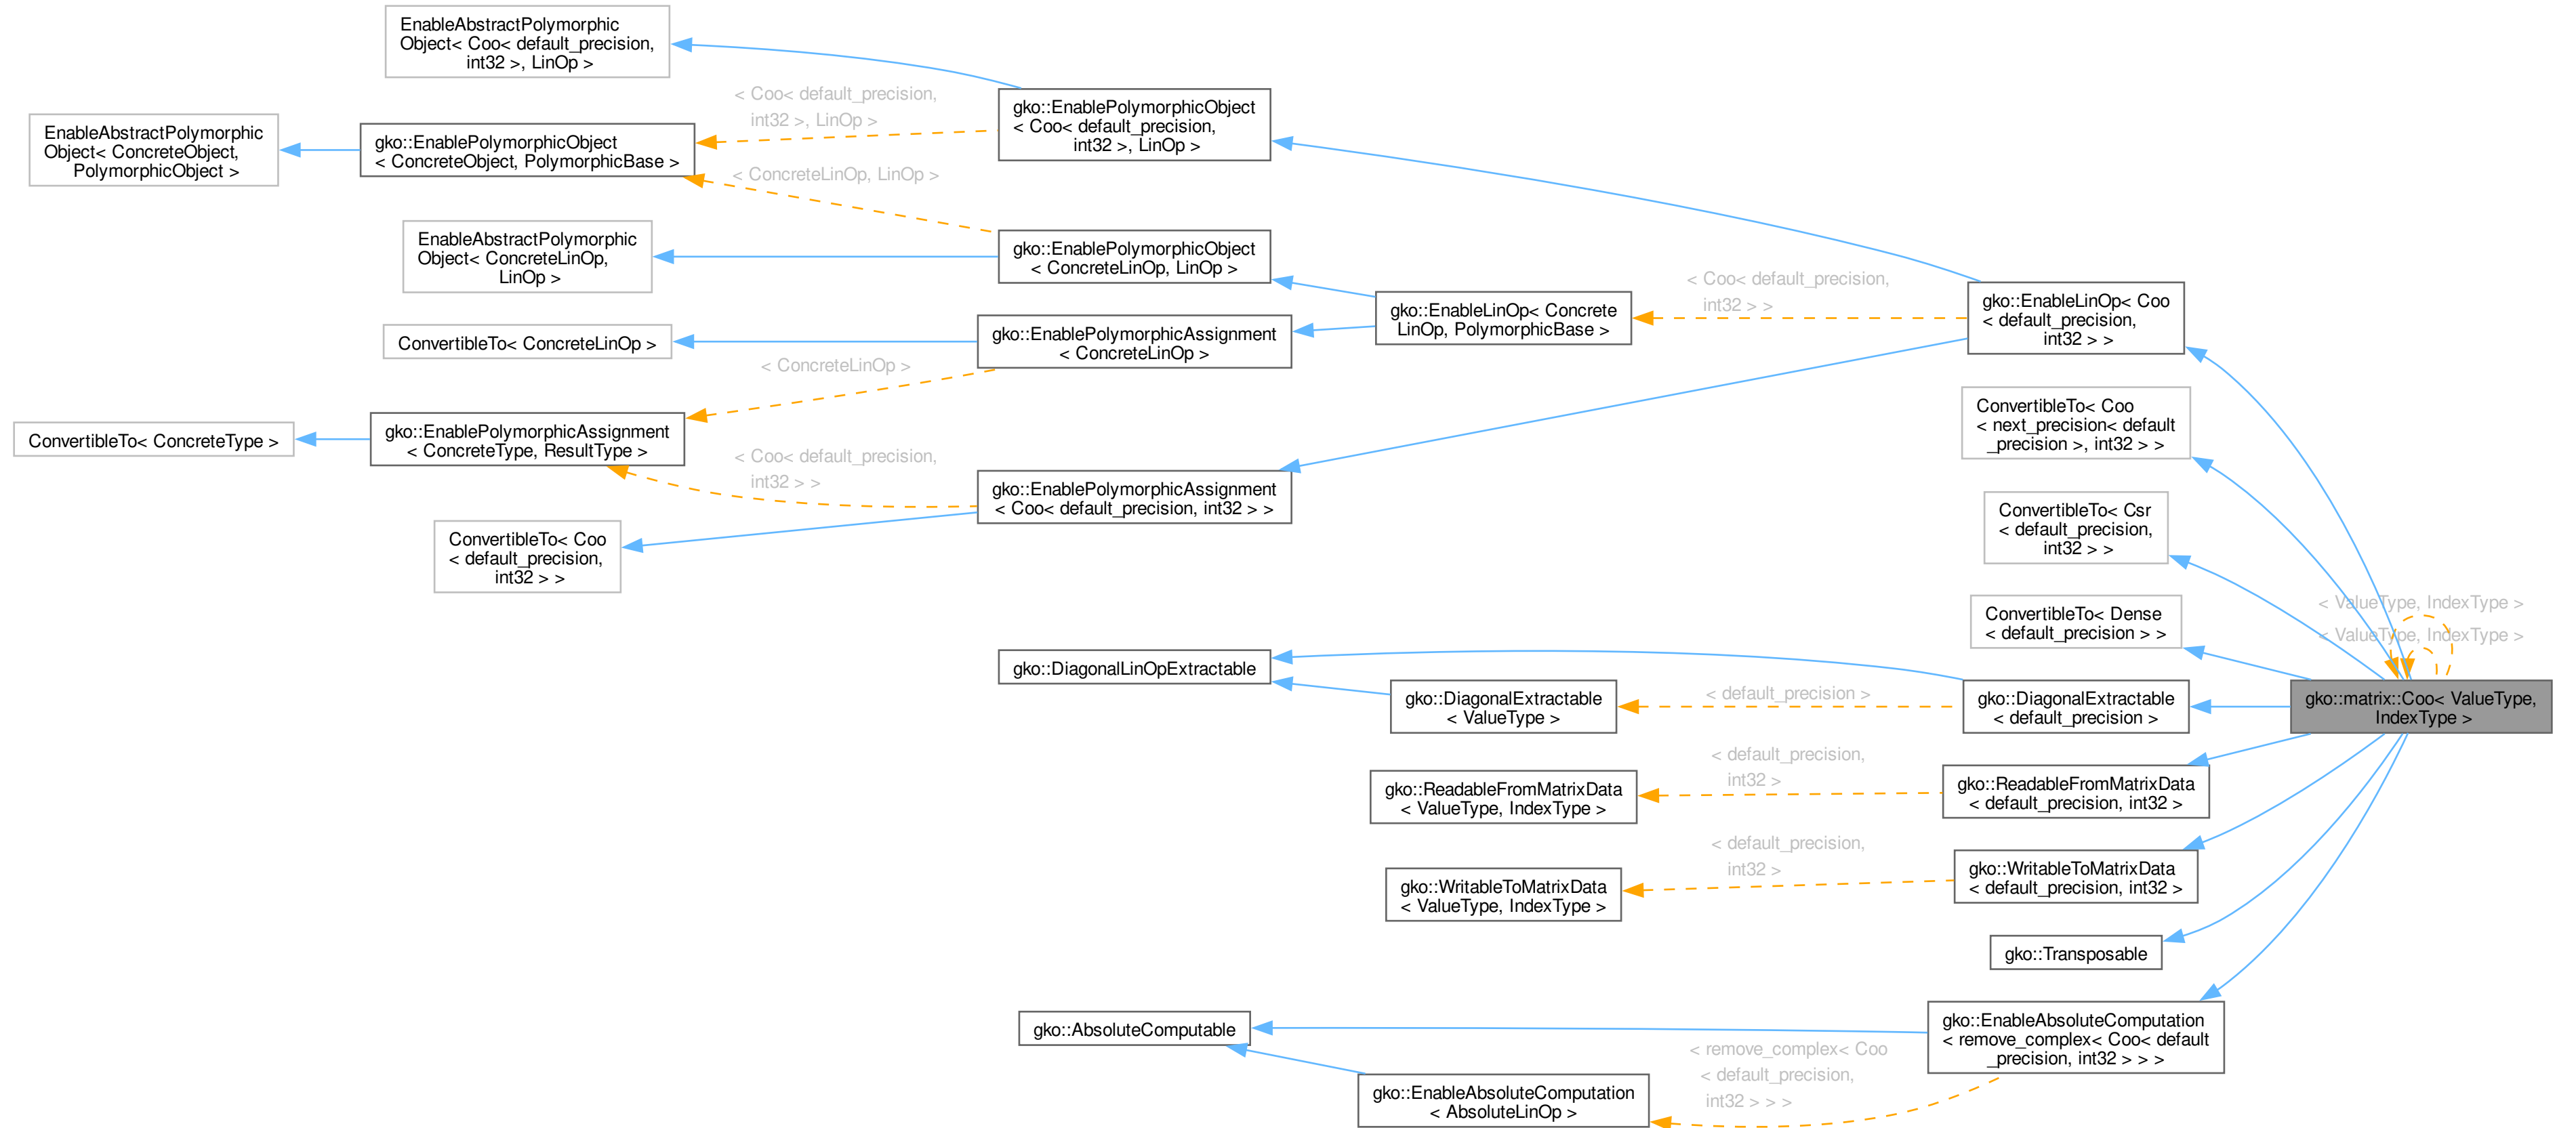 EnableAbstractPolymorphic
Object< Coo< default_precision,
int32 >, LinOp >
EnableAbstractPolymorphic
Object< ConcreteObject,
PolymorphicObject >
gko::EnablePolymorphicObject
< ConcreteObject, PolymorphicBase >
< Coo< default_precision,
int32 >, LinOp >
gko::EnablePolymorphicObject
< Coo< default_precision,
int32 >, LinOp >
< ConcreteLinOp, LinOp >
EnableAbstractPolymorphic
Object< ConcreteLinOp,
LinOp >
gko::EnablePolymorphicObject
< ConcreteLinOp, LinOp >
ConvertibleTo< ConcreteLinOp >
gko::EnablePolymorphicAssignment
< ConcreteLinOp >
gko::EnableLinOp< Concrete
LinOp, PolymorphicBase >
< Coo< default_precision,
int32 > >
gko::EnableLinOp< Coo
< default_precision,
int32 > >
< ConcreteLinOp >
ConvertibleTo< ConcreteType >
gko::EnablePolymorphicAssignment
< ConcreteType, ResultType >
< Coo< default_precision,
int32 > >
gko::EnablePolymorphicAssignment
< Coo< default_precision, int32 > >
ConvertibleTo< Coo
< default_precision,
int32 > >
ConvertibleTo< Coo
< next_precision< default
_precision >, int32 > >
ConvertibleTo< Csr
< default_precision,
int32 > >
ConvertibleTo< Dense
< default_precision > >
< ValueType, IndexType >
< ValueType, IndexType >
gko::matrix::Coo< ValueType,
IndexType >
gko::DiagonalLinOpExtractable
gko::DiagonalExtractable
< ValueType >
< default_precision >
gko::DiagonalExtractable
< default_precision >
gko::ReadableFromMatrixData
< ValueType, IndexType >
< default_precision,
int32 >
gko::ReadableFromMatrixData
< default_precision, int32 >
gko::WritableToMatrixData
< ValueType, IndexType >
< default_precision,
int32 >
gko::WritableToMatrixData
< default_precision, int32 >
gko::Transposable
gko::AbsoluteComputable
gko::EnableAbsoluteComputation
< AbsoluteLinOp >
< remove_complex< Coo
< default_precision,
int32 > > >
gko::EnableAbsoluteComputation
< remove_complex< Coo< default
_precision, int32 > > >